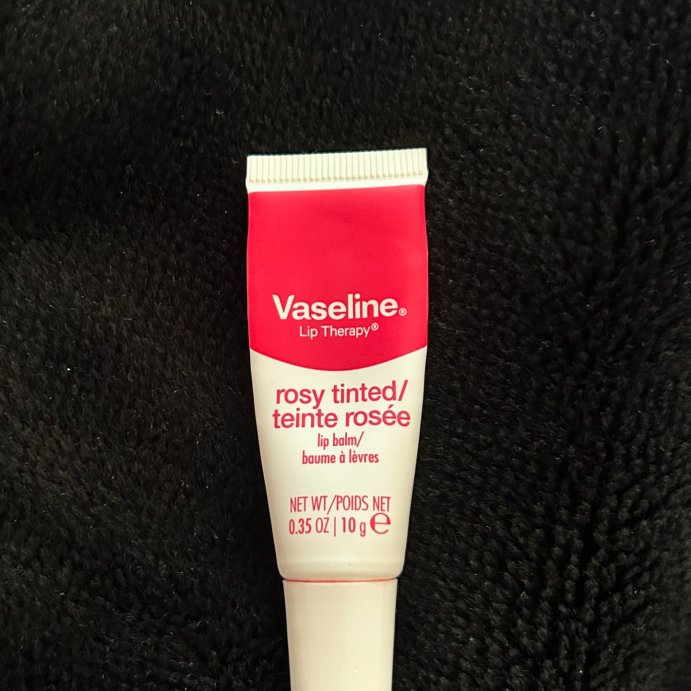 Vaseline®
Lip Therapy®
rosy tinted/
teinte rosée
lip balm/
baume à lèvres
NET WT/POIDS NET
0.35 OZ | 10 g ℮